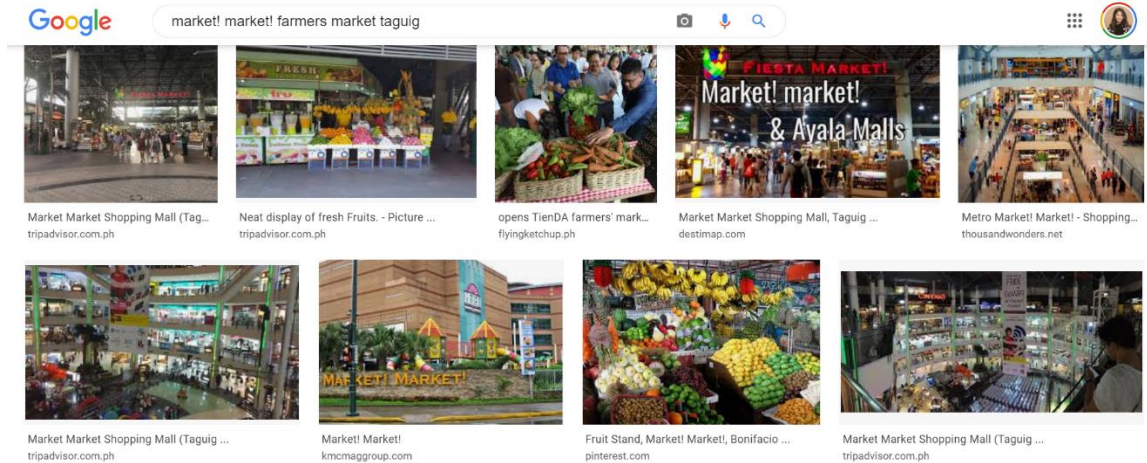 Google
market! market! farmers market taguig
FRESH
tru
FIESTA MARKET!
Market! market!
& Ayala Malls
Market Market Shopping Mall (Tag...
tripadvisor.com.ph
Neat display of fresh Fruits. - Picture ...
tripadvisor.com.ph
opens TienDA farmers' mark...
flyingketchup.ph
Market Market Shopping Mall, Taguig ...
destimap.com
Metro Market! Market! - Shopping...
thousandwonders.net
MARKET! MARKET!
CINEMAS
Market Market Shopping Mall (Taguig ...
tripadvisor.com.ph
Market! Market!
kmcmaggroup.com
Fruit Stand, Market! Market!, Bonifacio ...
pinterest.com
Market Market Shopping Mall (Taguig ...
tripadvisor.com.ph